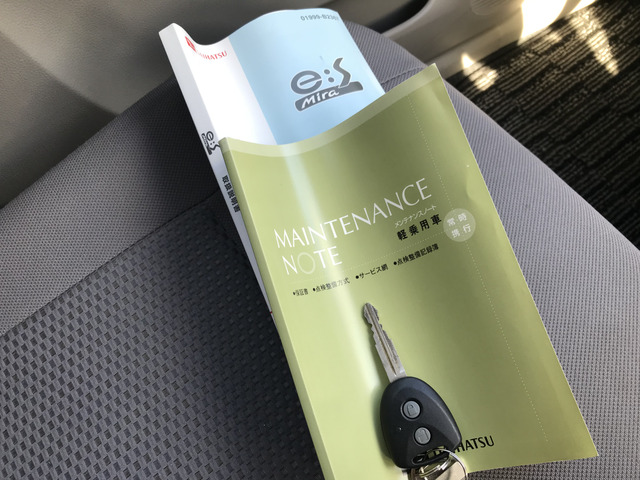 DAIHATSU
e:S
Mira
e:S
MAINTENANCE
NOTE
メンテナンスノート
軽乗用車
常時
携行
●保証書 ●点検整備方式 ●サービス網 ●点検整備記録簿
HATSU